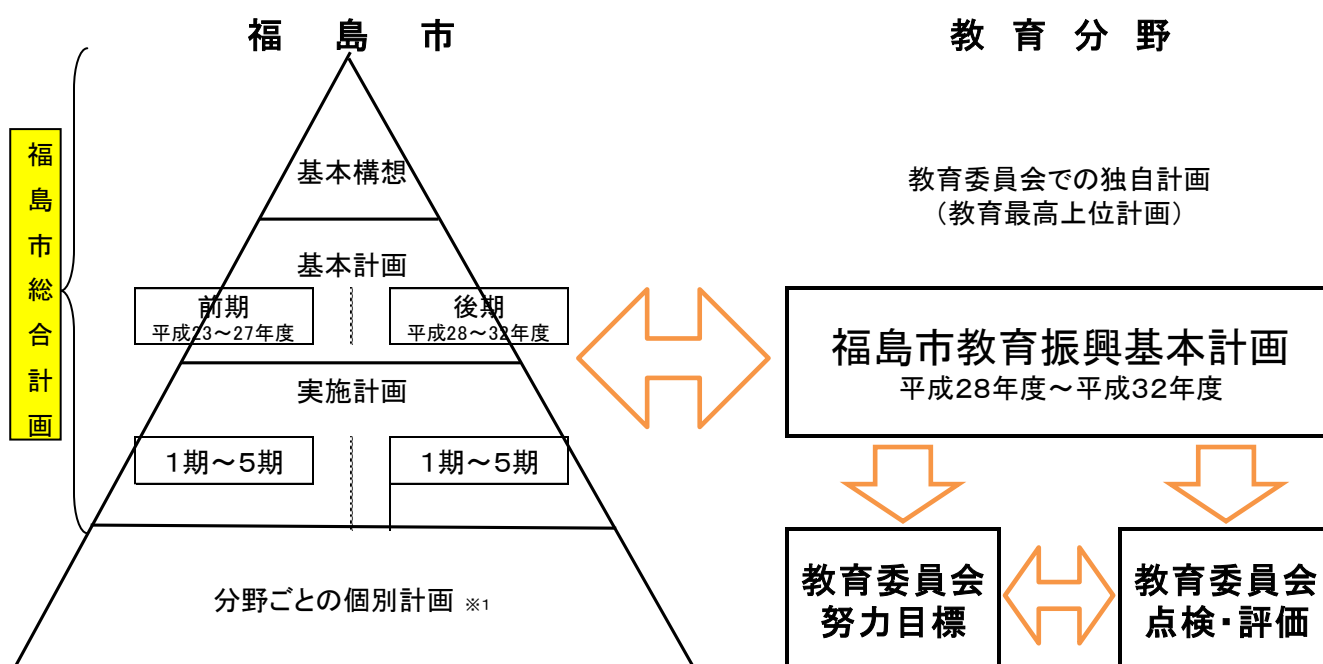 福島市
教育分野
福島市総合計画
基本構想
基本計画
前期
平成23～27年度
後期
平成28～32年度
実施計画
1期～5期
1期～5期
分野ごとの個別計画 ※1
教育委員会での独自計画
（教育最高上位計画）
福島市教育振興基本計画
平成28年度～平成32年度
教育委員会
努力目標
教育委員会
点検・評価